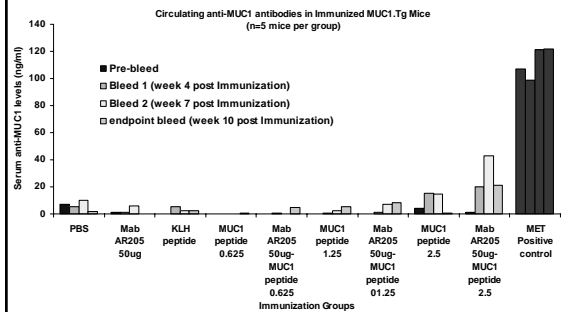 Circulating anti-MUC1 antibodies in Immunized MUC1.Tg Mice
(n=5 mice per group)
Serum anti-MUC1 levels (ng/ml)
140
120
100
80
60
40
20
0
Pre-bleed
Bleed 1 (week 4 post Immunization)
Bleed 2 (week 7 post Immunization)
endpoint bleed (week 10 post Immunization)
PBS
Mab
AR205
50ug
KLH
peptide
MUC1
peptide
0.625
Mab
AR205
50ug-
MUC1
peptide
0.625
MUC1
peptide
1.25
Mab
AR205
50ug-
MUC1
peptide
01.25
MUC1
peptide
2.5
Mab
AR205
50ug-
MUC1
peptide
2.5
MET
Positive
control
Immunization Groups